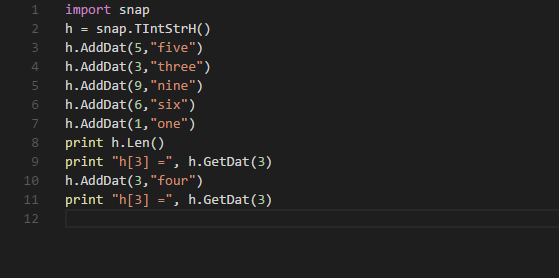 1 import snap
2 h = snap.TIntStrH()
3 h.AddDat(5,"five")
4 h.AddDat(3,"three")
5 h.AddDat(9,"nine")
6 h.AddDat(6,"six")
7 h.AddDat(1,"one")
8 print h.Len()
9 print "h[3] =", h.GetDat(3)
10 h.AddDat(3,"four")
11 print "h[3] =", h.GetDat(3)
12